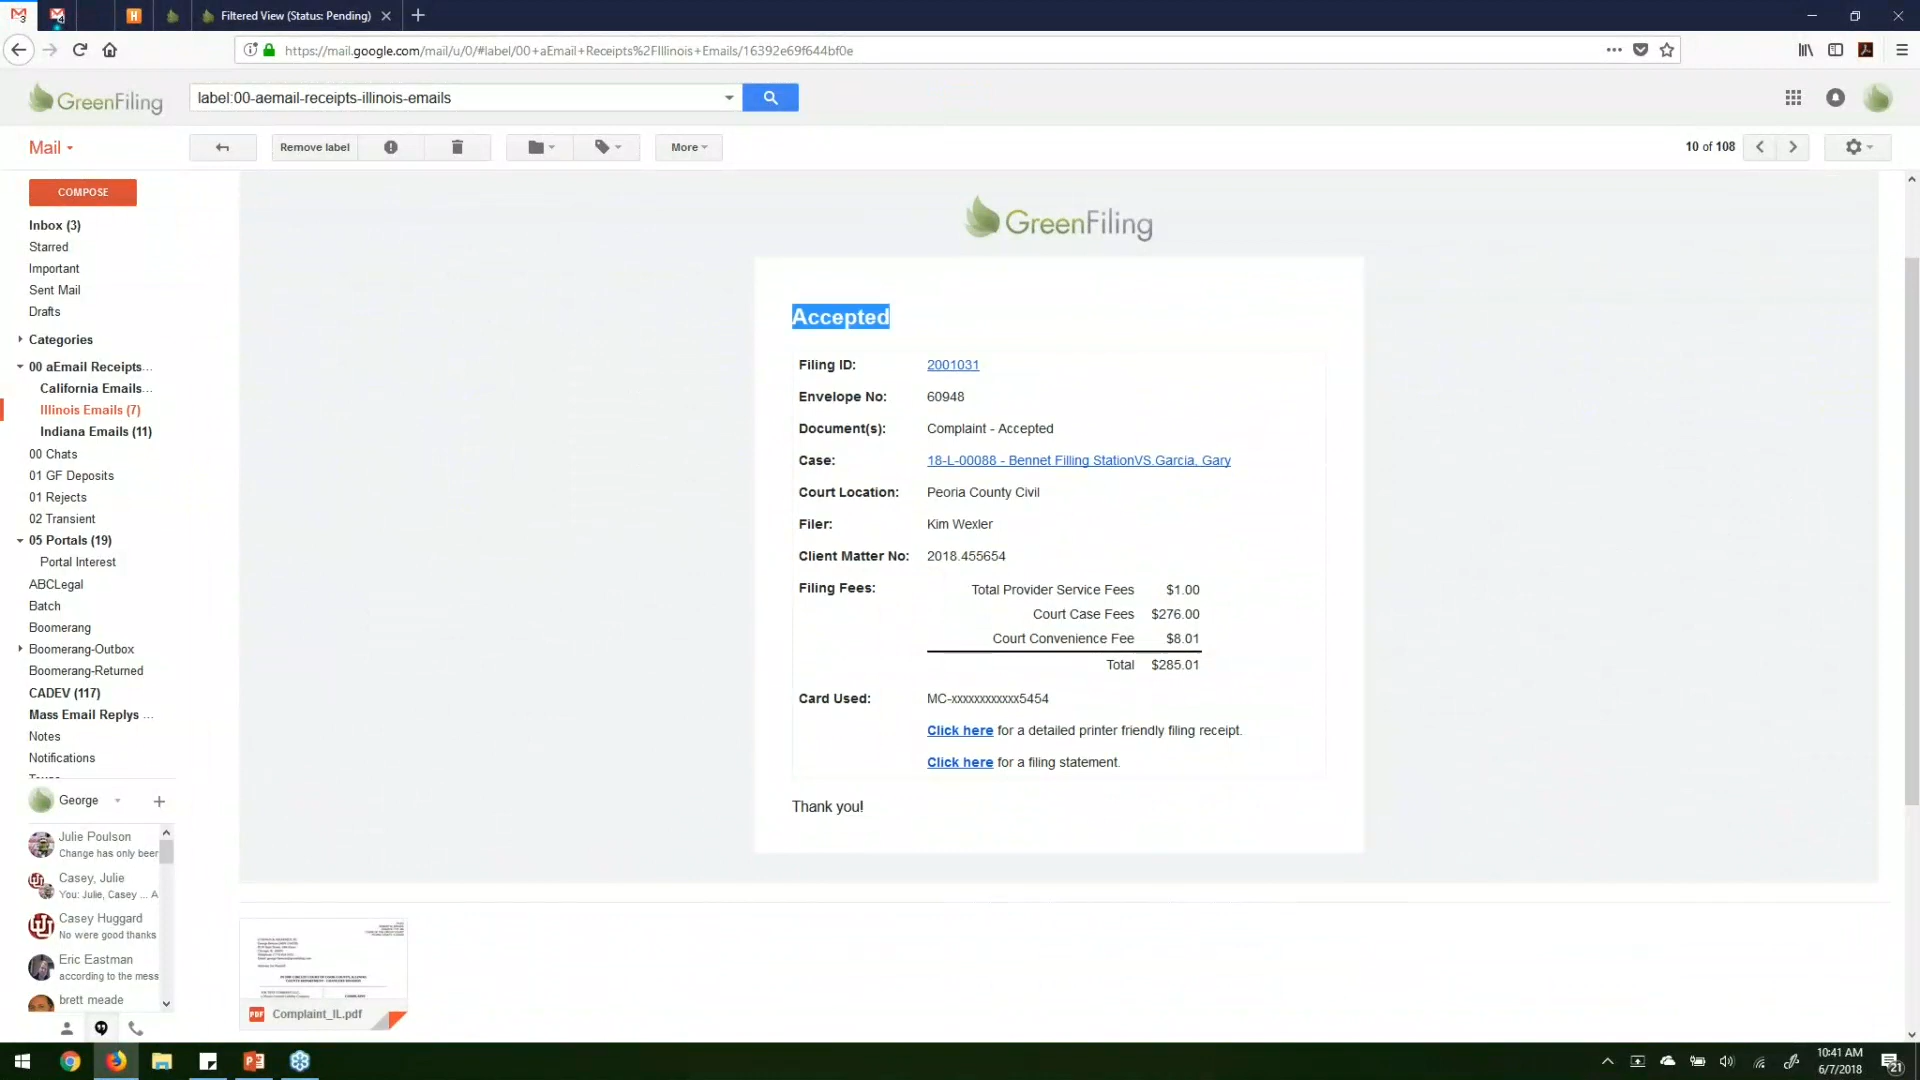 Filtered View (Status: Pending)
https://mail.google.com/mail/u/0/#label/00+aEmail+Receipts%2FIllinois+Emails/16392e69f644bf0e
GreenFiling
label:00-aemail-receipts-illinois-emails
Mail
Remove label
More
10 of 108
COMPOSE
Inbox (3)
Starred
Important
Sent Mail
Drafts
Categories
00 aEmail Receipts...
California Emails...
Illinois Emails (7)
Indiana Emails (11)
00 Chats
01 GF Deposits
01 Rejects
02 Transient
05 Portals (19)
Portal Interest
ABCLegal
Batch
Boomerang
Boomerang-Outbox
Boomerang-Returned
CADEV (117)
Mass Email Replys ...
Notes
Notifications
George
Julie Poulson
Change has only beer
Casey, Julie
You: Julie, Casey ... A
Casey Huggard
No were good thanks
Eric Eastman
according to the mess
brett meade
GreenFiling
Accepted
Filing ID: 2001031
Envelope No: 60948
Document(s): Complaint - Accepted
Case: 18-L-00088 - Bennet Filling StationVS.Garcia, Gary
Court Location: Peoria County Civil
Filer: Kim Wexler
Client Matter No: 2018.455654
Filing Fees: Total Provider Service Fees $1.00
Court Case Fees $276.00
Court Convenience Fee $8.01
Total $285.01
Card Used: MC-xxxxxxxxxxxx5454
Click here for a detailed printer friendly filing receipt.
Click here for a filing statement.
Thank you!
PDF Complaint_IL.pdf
10:41 AM
6/7/2018
21